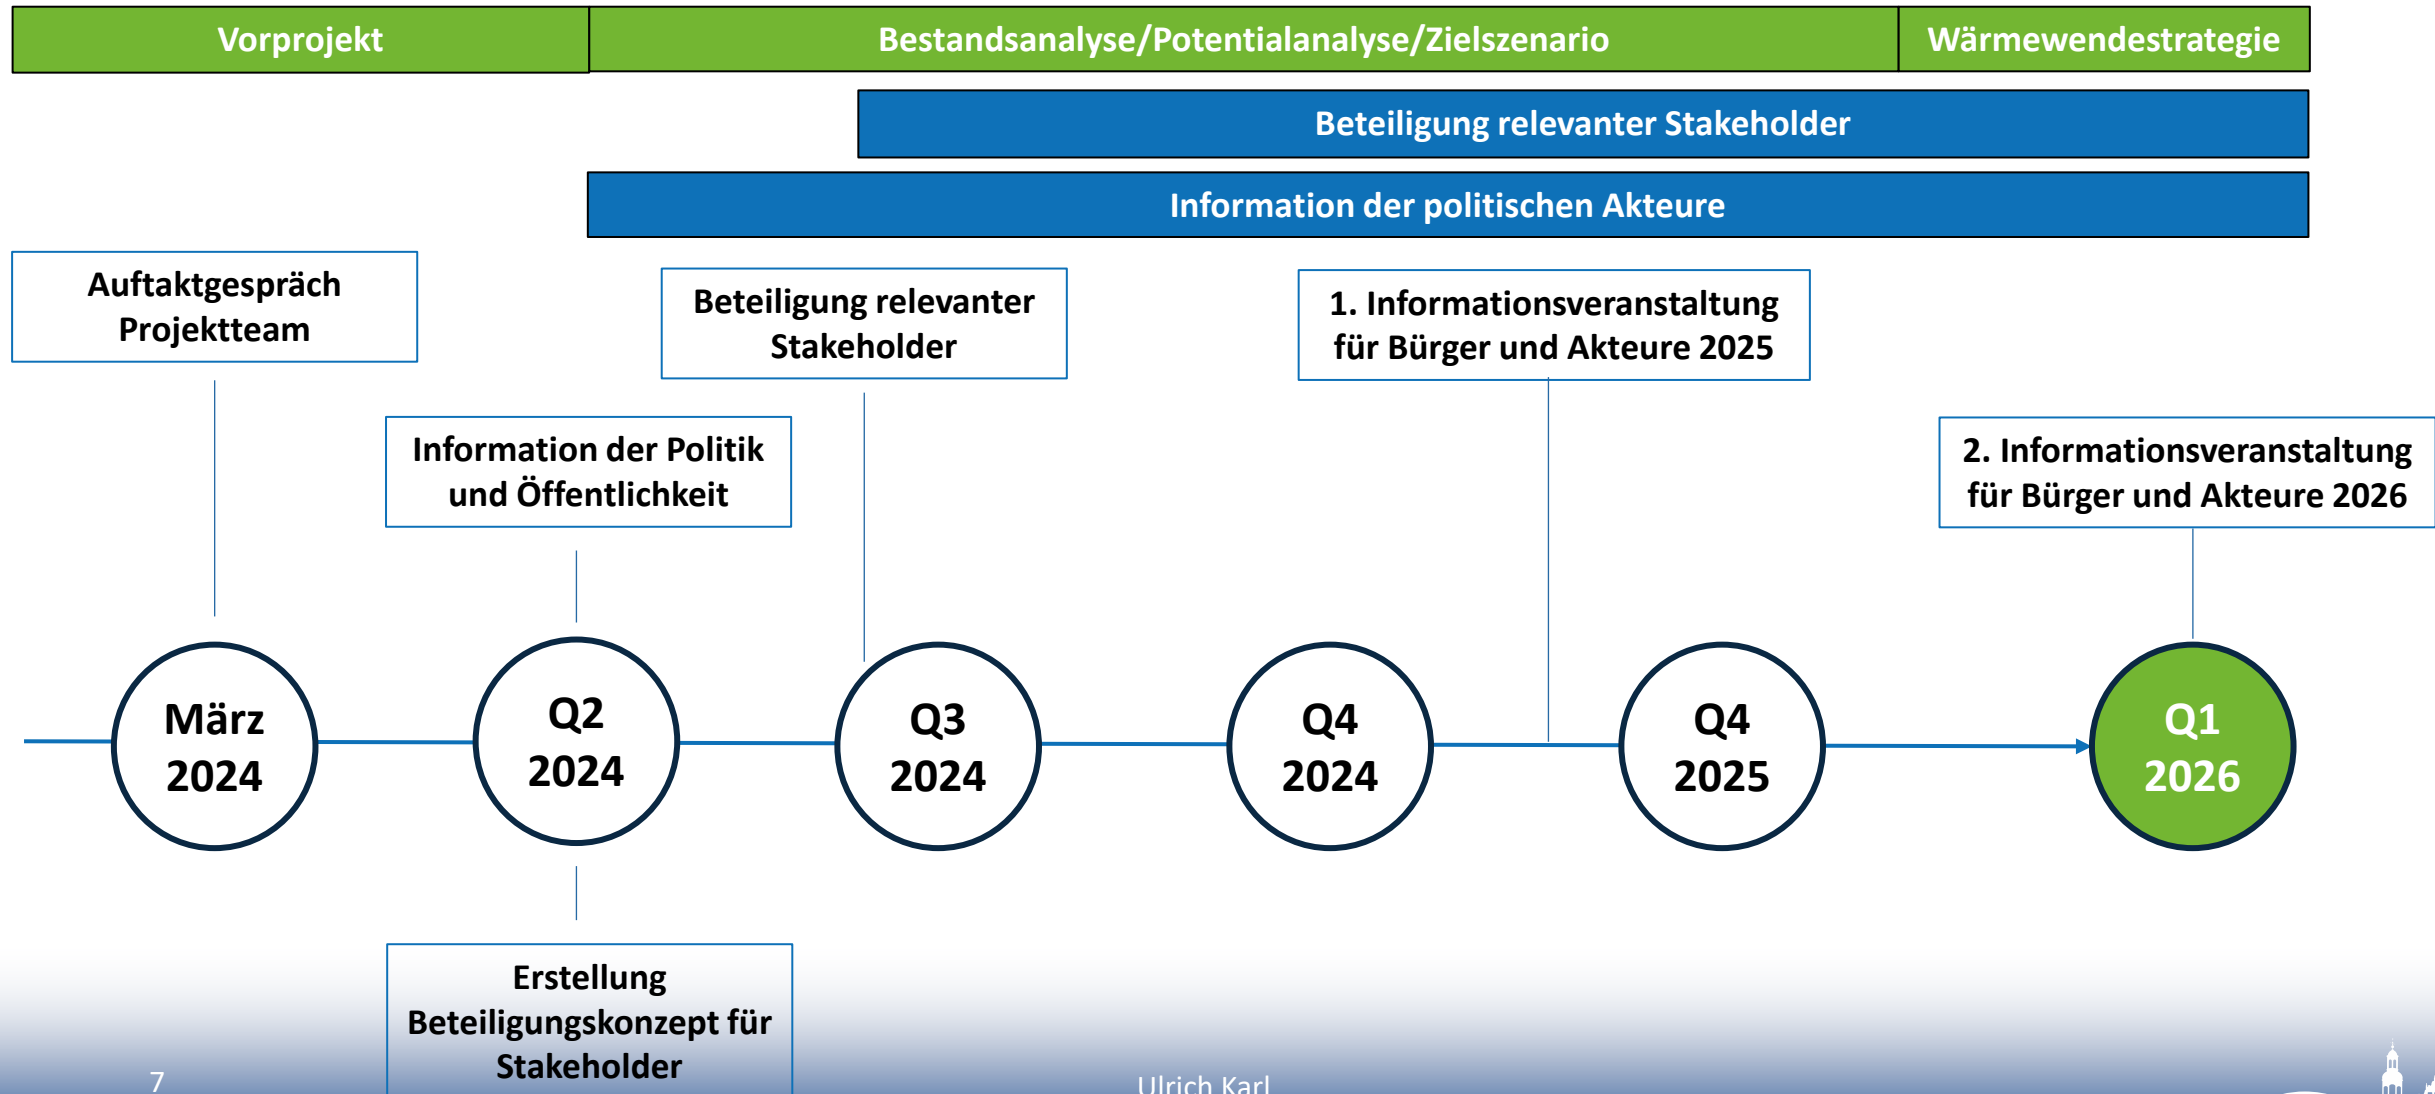 Vorprojekt
Bestandsanalyse/Potentialanalyse/Zielszenario
Wärmewendestrategie
Beteiligung relevanter Stakeholder
Information der politischen Akteure
Auftaktgespräch
Projektteam
Beteiligung relevanter
Stakeholder
1. Informationsveranstaltung
für Bürger und Akteure 2025
Information der Politik
und Öffentlichkeit
2. Informationsveranstaltung
für Bürger und Akteure 2026
März
2024
Q2
2024
Q3
2024
Q4
2024
Q4
2025
Q1
2026
Erstellung
Beteiligungskonzept für
Stakeholder
7
Ulrich Karl